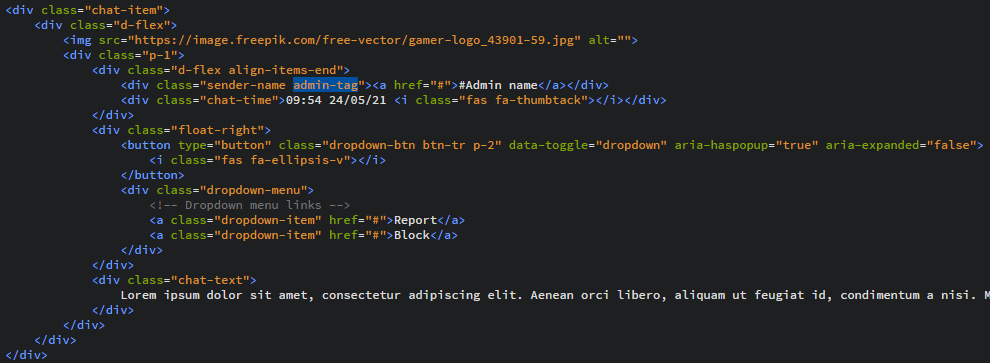 <div class="chat-item">
<div class="d-flex">
<img src="https://image.freepik.com/free-vector/gamer-logo_43901-59.jpg" alt="">
<div class="p-1">
<div class="d-flex align-items-end">
<div class="sender-name admin-tag"><a href="#">#Admin name</a></div>
<div class="chat-time">09:54 24/05/21 <i class="fas fa-thumbtack"></i></div>
</div>
<div class="float-right">
<button type="button" class="dropdown-btn btn-tr p-2" data-toggle="dropdown" aria-haspopup="true" aria-expanded="false">
<i class="fas fa-ellipsis-v"></i>
</button>
<div class="dropdown-menu">
<!-- Dropdown menu links -->
<a class="dropdown-item" href="#">Report</a>
<a class="dropdown-item" href="#">Block</a>
</div>
</div>
<div class="chat-text">
Lorem ipsum dolor sit amet, consectetur adipiscing elit. Aenean orci libero, aliquam ut feugiat id, condimentum a nisi.
</div>
</div>
</div>
</div>